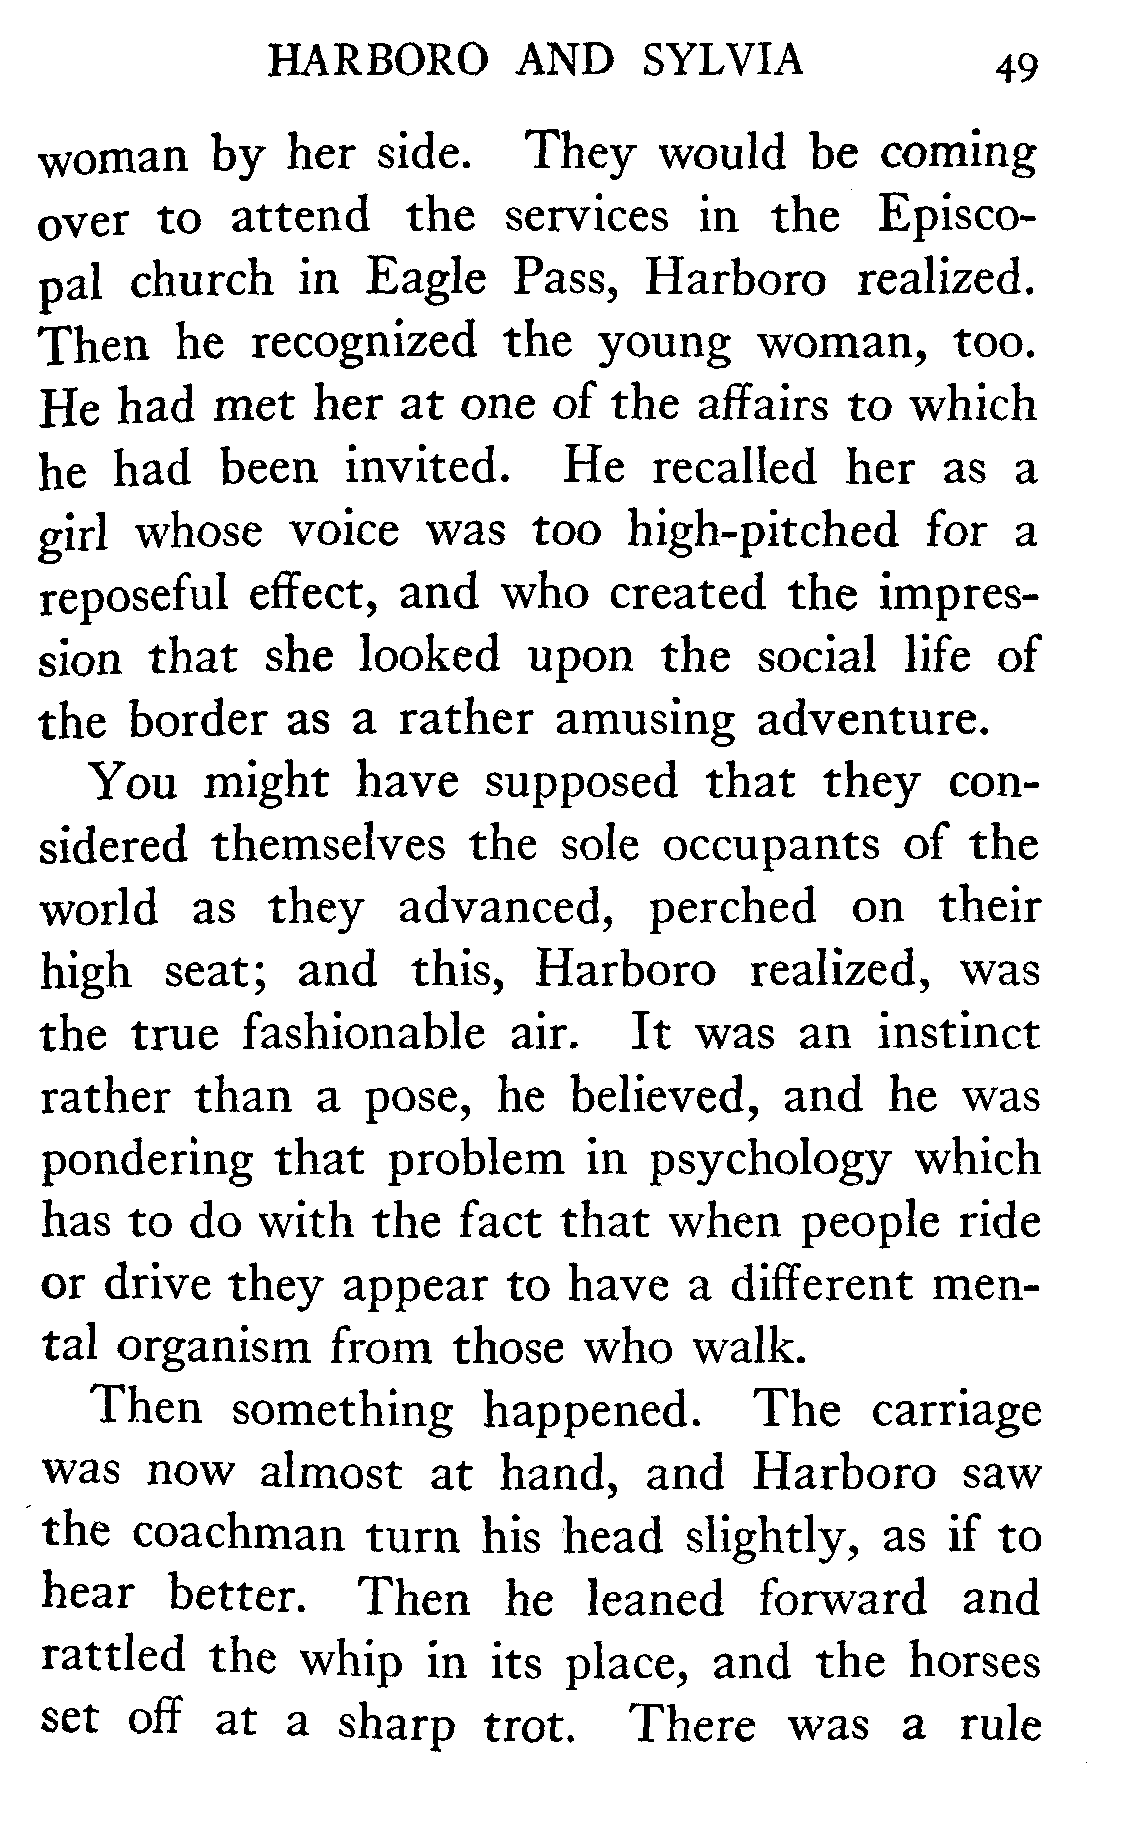 HARBORO AND SYLVIA 49
woman by her side. They would be coming
over to attend the services in the Episco-
pal church in Eagle Pass, Harboro realized.
Then he recognized the young woman, too.
He had met her at one of the affairs to which
he had been invited. He recalled her as a
girl whose voice was too high-pitched for a
reposeful effect, and who created the impres-
sion that she looked upon the social life of
the border as a rather amusing adventure.
You might have supposed that they con-
sidered themselves the sole occupants of the
world as they advanced, perched on their
high seat; and this, Harboro realized, was
the true fashionable air. It was an instinct
rather than a pose, he believed, and he was
pondering that problem in psychology which
has to do with the fact that when people ride
or drive they appear to have a different men-
tal organism from those who walk.
Then something happened. The carriage
was now almost at hand, and Harboro saw
the coachman turn his head slightly, as if to
hear better. Then he leaned forward and
rattled the whip in its place, and the horses
set off at a sharp trot. There was a rule